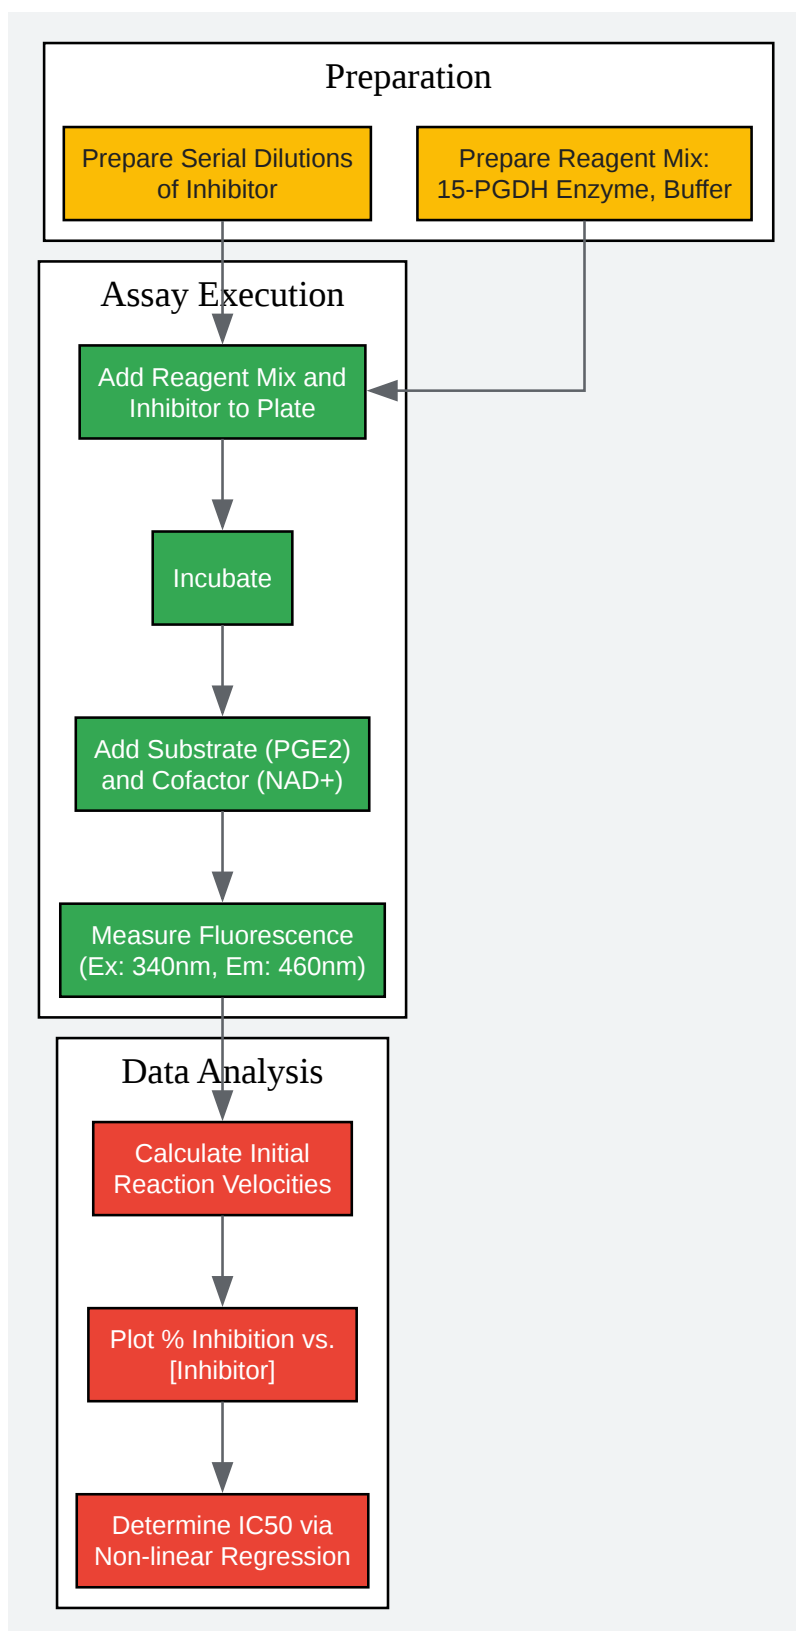 Preparation
Prepare Serial Dilutions
of Inhibitor
Prepare Reagent Mix:
15-PGDH Enzyme, Buffer
Assay Execution
Add Reagent Mix and
Inhibitor to Plate
Incubate
Add Substrate (PGE2)
and Cofactor (NAD+)
Measure Fluorescence
(Ex: 340nm, Em: 460nm)
Data Analysis
Calculate Initial
Reaction Velocities
Plot % Inhibition vs.
[Inhibitor]
Determine IC50 via
Non-linear Regression